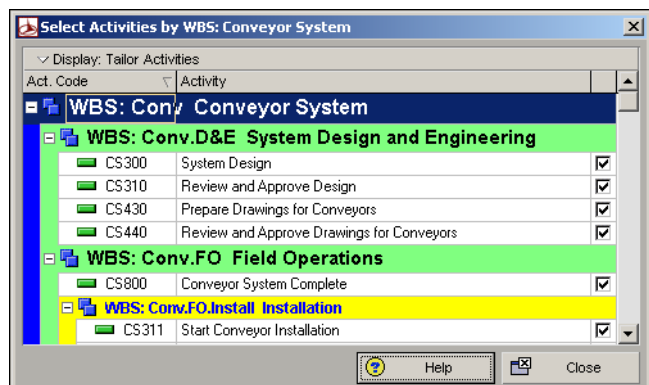 Select Activities by WBS: Conveyor System
Display: Tailor Activities
Act. Code Activity
WBS: Conv Conveyor System
WBS: Conv.D&E System Design and Engineering
CS300 System Design
CS310 Review and Approve Design
CS430 Prepare Drawings for Conveyors
CS440 Review and Approve Drawings for Conveyors
WBS: Conv.FO Field Operations
CS800 Conveyor System Complete
WBS: Conv.FO.Install Installation
CS311 Start Conveyor Installation
? Help Close